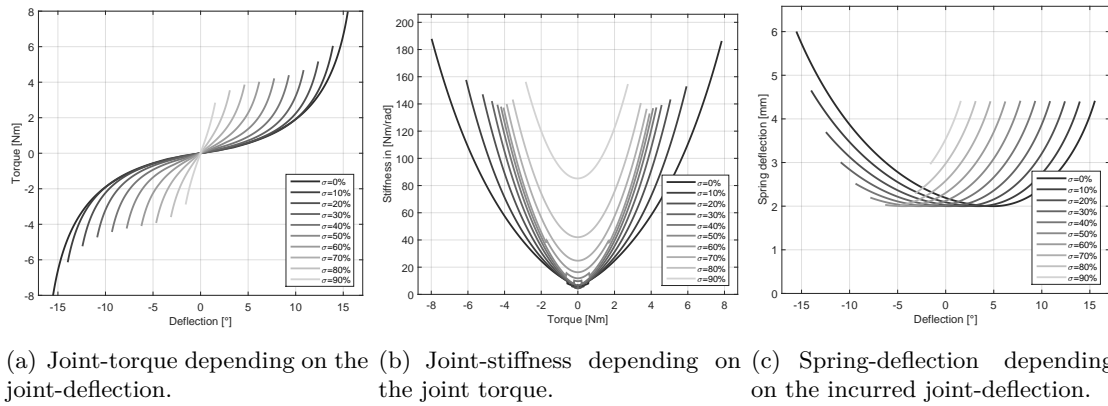 8
6
4
2
0
-2
-4
-6
-8
Torque [Nm]
-15
-10
-5
0
5
10
15
Deflection [°]
σ=0%
σ=10%
σ=20%
σ=30%
σ=40%
σ=50%
σ=60%
σ=70%
σ=80%
σ=90%
200
180
160
140
120
100
80
60
40
20
0
Stiffness in [Nm/rad]
-8
-6
-4
-2
0
2
4
6
8
Torque [Nm]
σ=0%
σ=10%
σ=20%
σ=30%
σ=40%
σ=50%
σ=60%
σ=70%
σ=80%
σ=90%
6
5
4
3
2
1
0
Spring deflection [mm]
-15
-10
-5
0
5
10
15
Deflection [°]
σ=0%
σ=10%
σ=20%
σ=30%
σ=40%
σ=50%
σ=60%
σ=70%
σ=80%
σ=90%
(a) Joint-torque depending on the
joint-deflection.
(b) Joint-stiffness depending on
the joint torque.
(c) Spring-deflection depending
on the incurred joint-deflection.